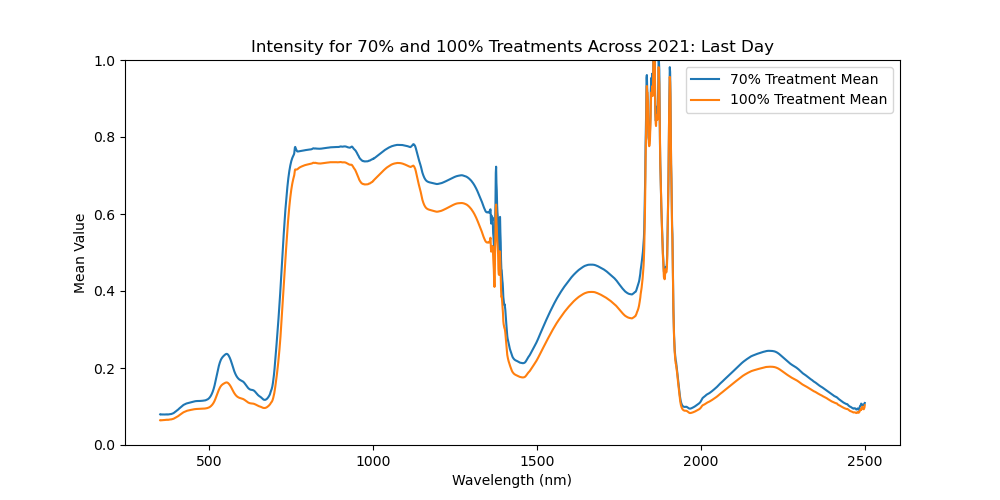 Intensity for 70% and 100% Treatments Across 2021: Last Day
1.0
0.8
0.6
0.4
0.2
0.0
Mean Value
70% Treatment Mean
100% Treatment Mean
500
1000
1500
2000
2500
Wavelength (nm)